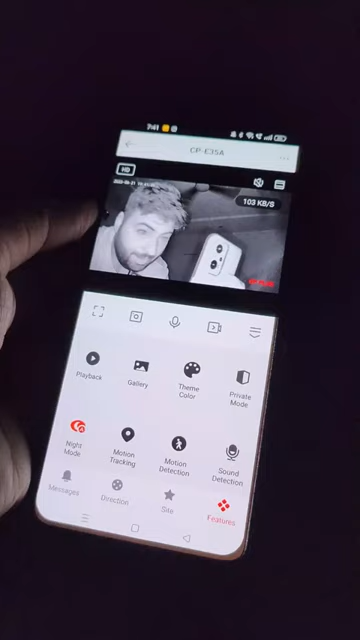 7:41
CP-E35A
HD
103 KB/S
Playback
Gallery
Theme Color
Private Mode
Night Mode
Motion Tracking
Motion Detection
Sound Detection
Messages
Direction
Site
Features